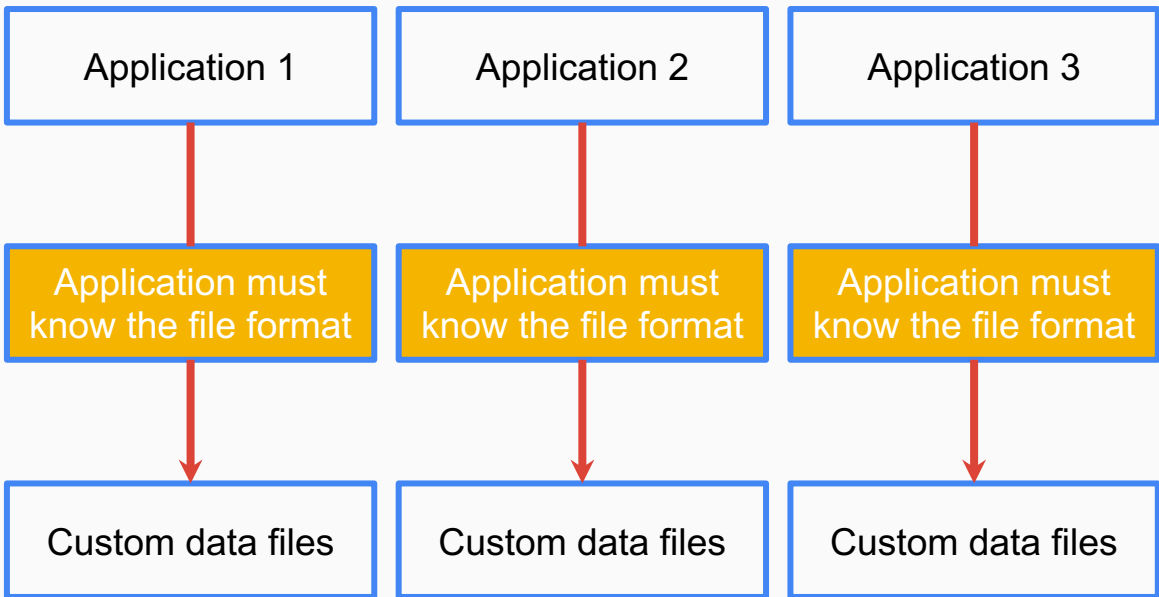 Application 1
Application 2
Application 3
Application must
know the file format
Application must
know the file format
Application must
know the file format
Custom data files
Custom data files
Custom data files